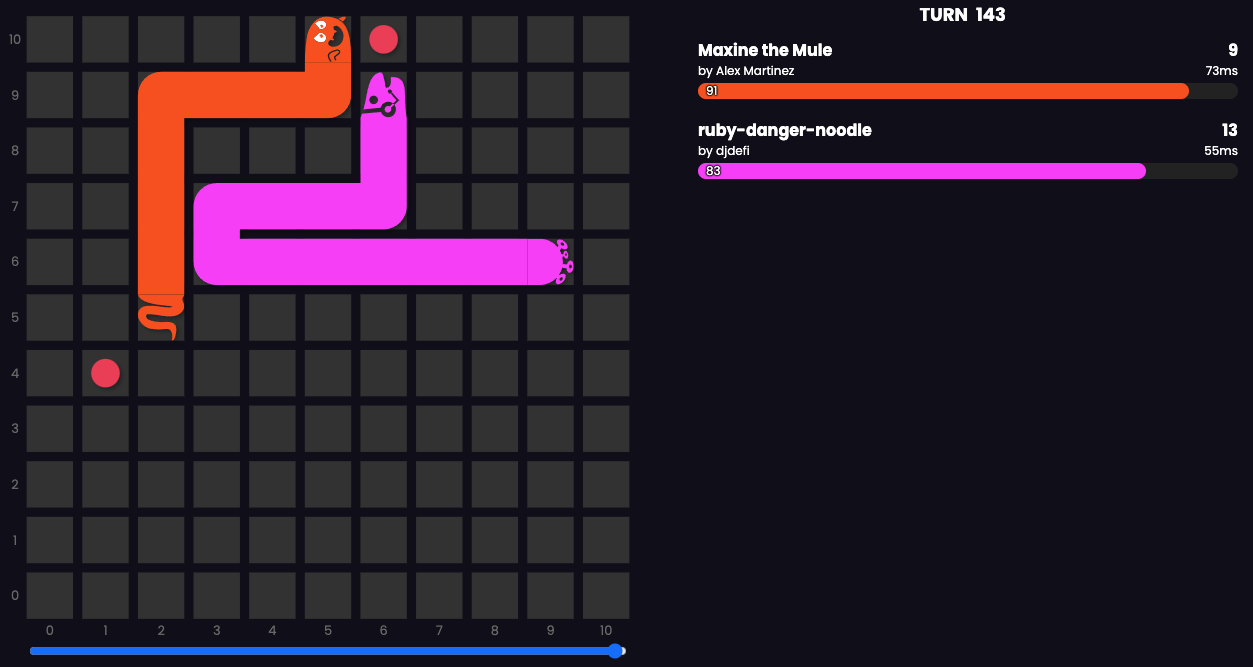 TURN 143
Maxine the Mule 9
by Alex Martinez 73ms
91
ruby-danger-noodle 13
by djdefi 55ms
83
10
9
8
7
6
5
4
3
2
1
0
0 1 2 3 4 5 6 7 8 9 10